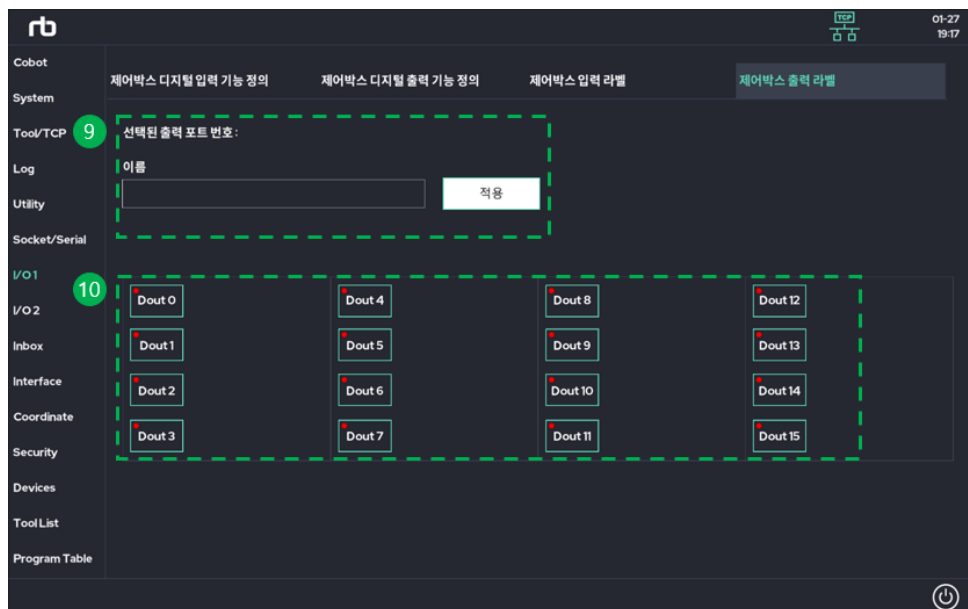 rb
TCP
01-27
19:17
Cobot
System
Tool/TCP
Log
Utility
Socket/Serial
I/O 1
I/O 2
Inbox
Interface
Coordinate
Security
Devices
Tool List
Program Table
제어박스 디지털 입력 기능 정의
제어박스 디지털 출력 기능 정의
제어박스 입력 라벨
제어박스 출력 라벨
9
선택된 출력 포트 번호 :
이름
적용
10
Dout 0
Dout 4
Dout 8
Dout 12
Dout 1
Dout 5
Dout 9
Dout 13
Dout 2
Dout 6
Dout 10
Dout 14
Dout 3
Dout 7
Dout 11
Dout 15